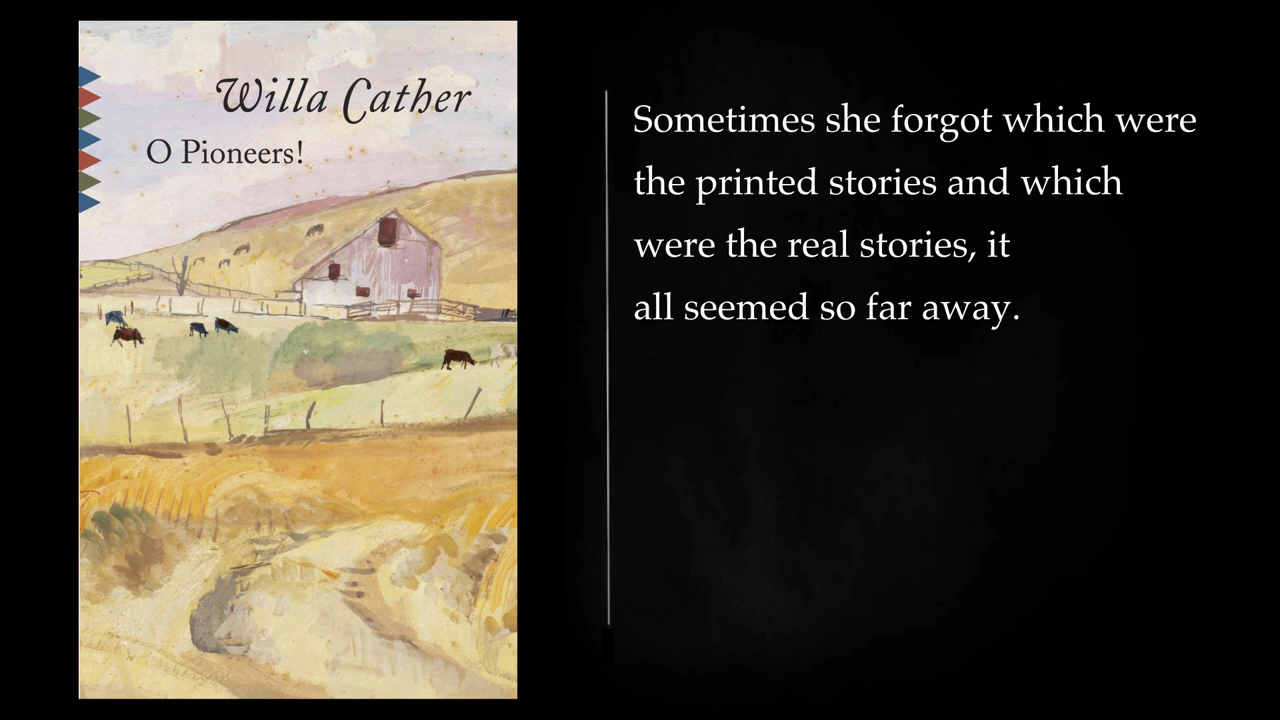 Willa Cather
O Pioneers!
Sometimes she forgot which were
the printed stories and which
were the real stories, it
all seemed so far away.